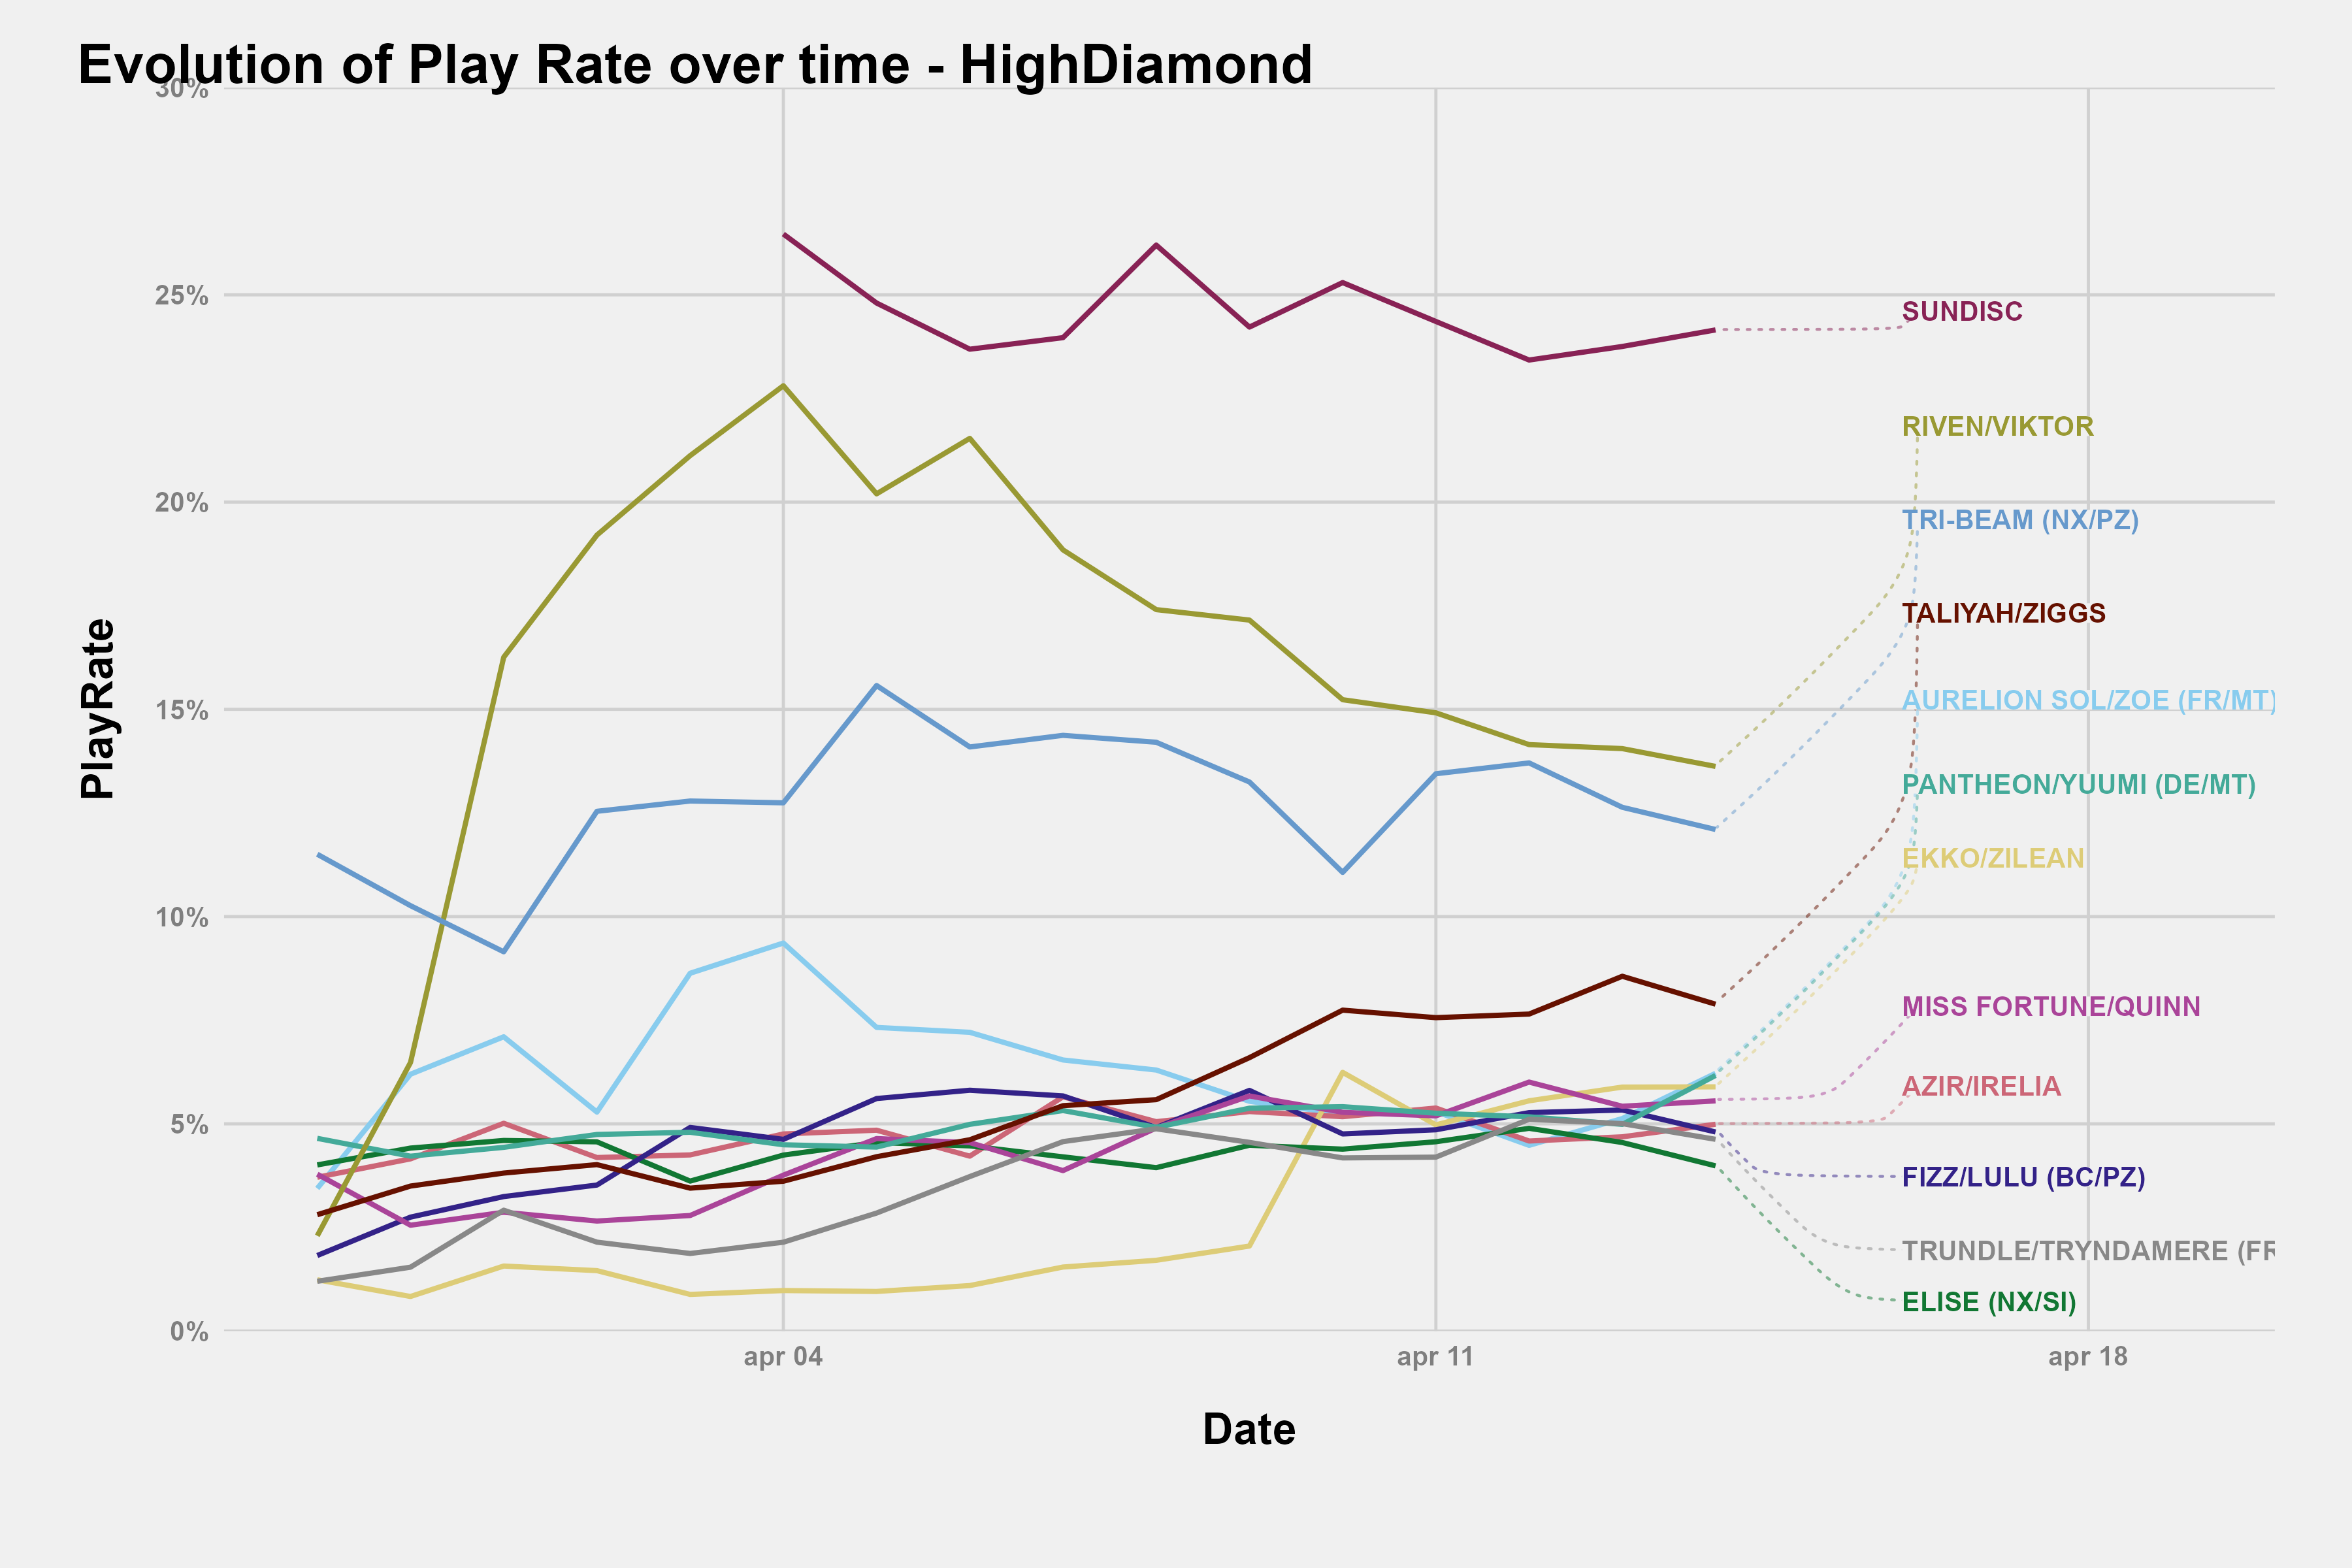 Evolution of Play Rate over time - HighDiamond
30%
25%
20%
15%
10%
5%
0%
PlayRate
SUNDISC
RIVEN/VIKTOR
TRI-BEAM (NX/PZ)
TALIYAH/ZIGGS
AURELION SOL/ZOE (FR/MT)
PANTHEON/YUUMI (DE/MT)
EKKO/ZILEAN
MISS FORTUNE/QUINN
AZIR/IRELIA
FIZZ/LULU (BC/PZ)
TRUNDLE/TRYNDAMERE (FR
ELISE (NX/SI)
apr 04
apr 11
apr 18
Date